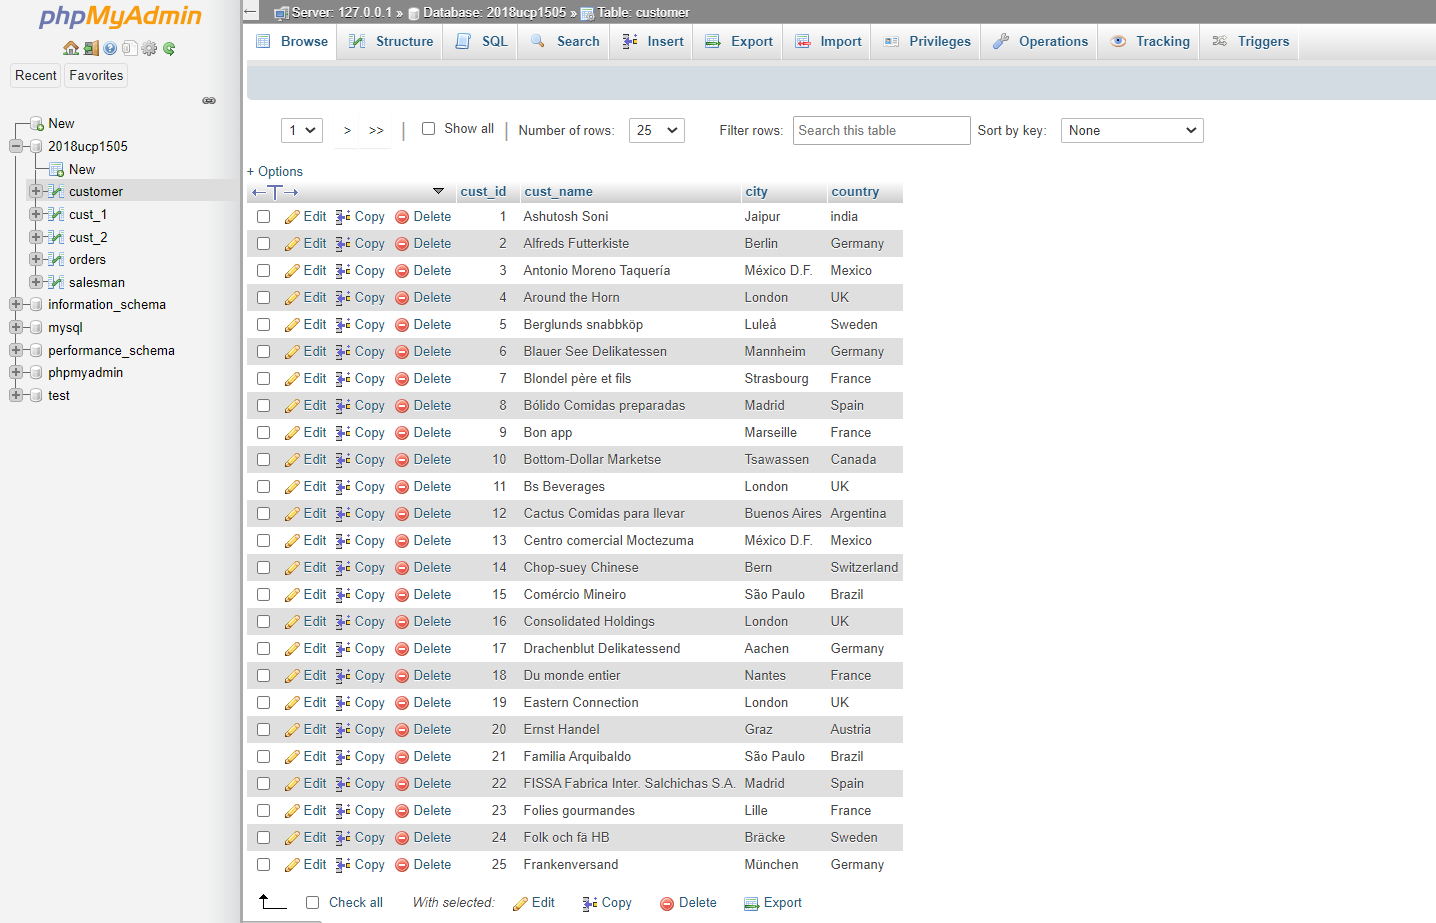 phpMyAdmin
Recent Favorites
New
2018ucp1505
New
customer
cust_1
cust_2
orders
salesman
information_schema
mysql
performance_schema
phpmyadmin
test
Server: 127.0.0.1 » Database: 2018ucp1505 » Table: customer
Browse Structure SQL Search Insert Export Import Privileges Operations Tracking Triggers
1 > >> | Show all | Number of rows: 25 Filter rows: Search this table Sort by key: None
+ Options
←T→ cust_id cust_name city country
Edit Copy Delete 1 Ashutosh Soni Jaipur india
Edit Copy Delete 2 Alfreds Futterkiste Berlin Germany
Edit Copy Delete 3 Antonio Moreno Taquería México D.F. Mexico
Edit Copy Delete 4 Around the Horn London UK
Edit Copy Delete 5 Berglunds snabbköp Luleå Sweden
Edit Copy Delete 6 Blauer See Delikatessen Mannheim Germany
Edit Copy Delete 7 Blondel père et fils Strasbourg France
Edit Copy Delete 8 Bólido Comidas preparadas Madrid Spain
Edit Copy Delete 9 Bon app Marseille France
Edit Copy Delete 10 Bottom-Dollar Marketse Tsawassen Canada
Edit Copy Delete 11 Bs Beverages London UK
Edit Copy Delete 12 Cactus Comidas para llevar Buenos Aires Argentina
Edit Copy Delete 13 Centro comercial Moctezuma México D.F. Mexico
Edit Copy Delete 14 Chop-suey Chinese Bern Switzerland
Edit Copy Delete 15 Comércio Mineiro São Paulo Brazil
Edit Copy Delete 16 Consolidated Holdings London UK
Edit Copy Delete 17 Drachenblut Delikatessend Aachen Germany
Edit Copy Delete 18 Du monde entier Nantes France
Edit Copy Delete 19 Eastern Connection London UK
Edit Copy Delete 20 Ernst Handel Graz Austria
Edit Copy Delete 21 Familia Arquibaldo São Paulo Brazil
Edit Copy Delete 22 FISSA Fabrica Inter. Salchichas S.A. Madrid Spain
Edit Copy Delete 23 Folies gourmandes Lille France
Edit Copy Delete 24 Folk och fä HB Bräcke Sweden
Edit Copy Delete 25 Frankenversand München Germany
Check all With selected: Edit Copy Delete Export